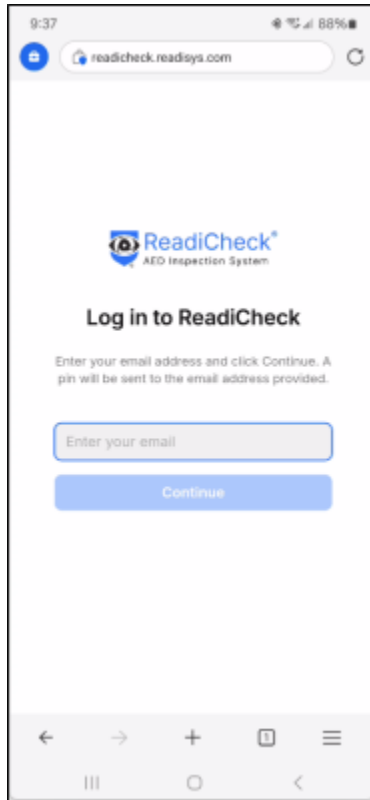 9:37
88%
readicheck.readisys.com
ReadiCheck®
AED Inspection System
Log in to ReadiCheck
Enter your email address and click Continue. A
pin will be sent to the email address provided.
Enter your email
Continue
1